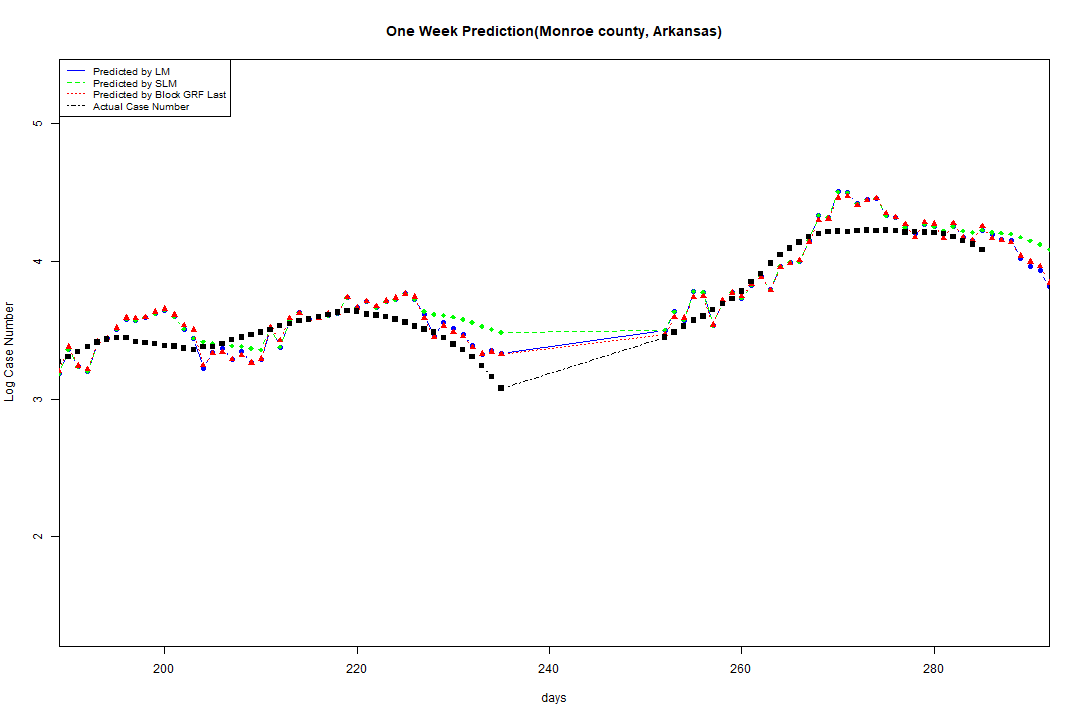 One Week Prediction(Monroe county, Arkansas)
Predicted by LM
Predicted by SLM
Predicted by Block GRF Last
Actual Case Number
5
4
3
2
Log Case Number
200
220
240
260
280
days